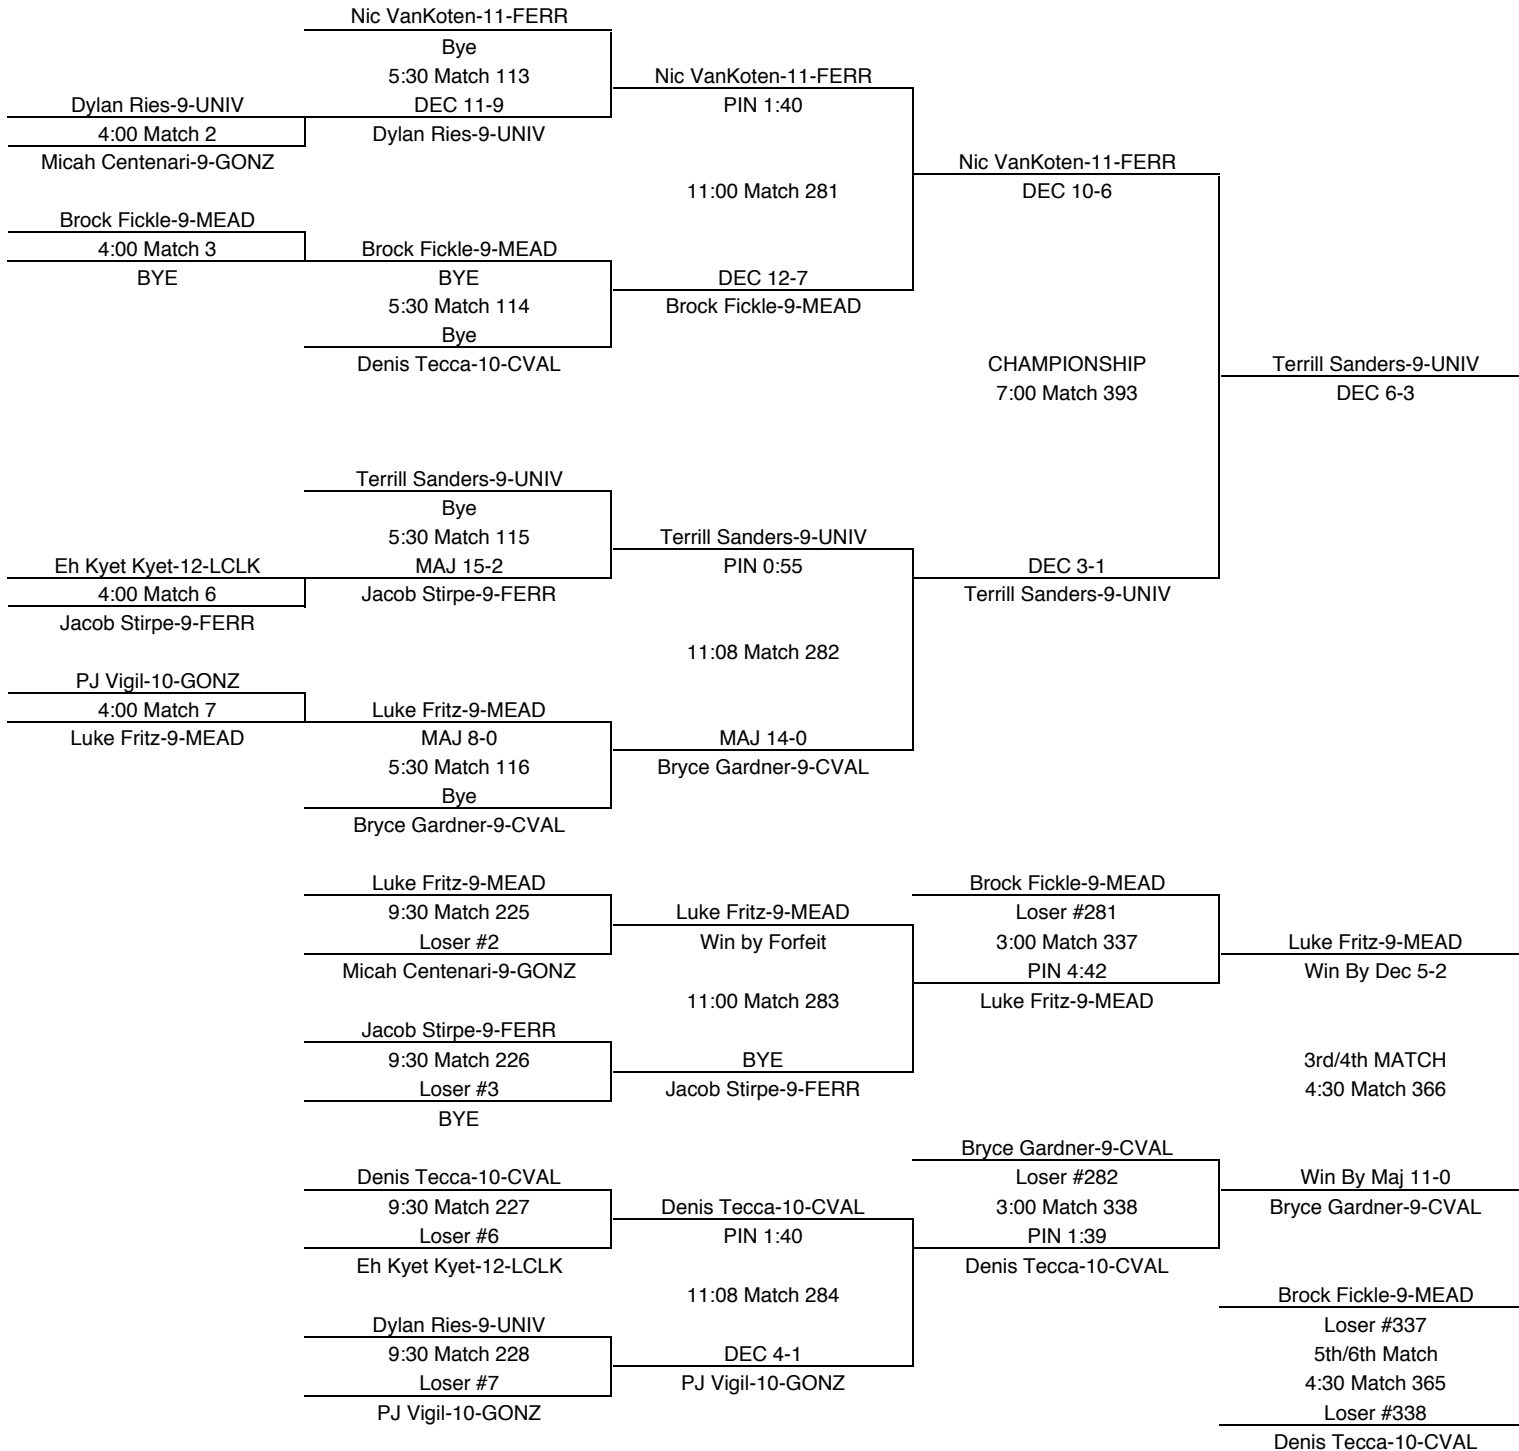 Nic VanKoten-11-FERR
Bye
5:30 Match 113
Nic VanKoten-11-FERR
Dylan Ries-9-UNIV
DEC 11-9
PIN 1:40
4:00 Match 2
Dylan Ries-9-UNIV
Micah Centenari-9-GONZ
Nic VanKoten-11-FERR
11:00 Match 281
DEC 10-6
Brock Fickle-9-MEAD
4:00 Match 3
Brock Fickle-9-MEAD
BYE
BYE
DEC 12-7
5:30 Match 114
Brock Fickle-9-MEAD
Bye
Denis Tecca-10-CVAL
CHAMPIONSHIP
Terrill Sanders-9-UNIV
7:00 Match 393
DEC 6-3
Terrill Sanders-9-UNIV
Bye
5:30 Match 115
Terrill Sanders-9-UNIV
Eh Kyet Kyet-12-LCLK
MAJ 15-2
PIN 0:55
DEC 3-1
4:00 Match 6
Jacob Stirpe-9-FERR
Terrill Sanders-9-UNIV
Jacob Stirpe-9-FERR
11:08 Match 282
PJ Vigil-10-GONZ
4:00 Match 7
Luke Fritz-9-MEAD
Luke Fritz-9-MEAD
MAJ 8-0
MAJ 14-0
5:30 Match 116
Bryce Gardner-9-CVAL
Bye
Bryce Gardner-9-CVAL
Luke Fritz-9-MEAD
Brock Fickle-9-MEAD
9:30 Match 225
Luke Fritz-9-MEAD
Loser #281
Loser #2
Win by Forfeit
3:00 Match 337
Luke Fritz-9-MEAD
Micah Centenari-9-GONZ
PIN 4:42
Win By Dec 5-2
11:00 Match 283
Luke Fritz-9-MEAD
Jacob Stirpe-9-FERR
9:30 Match 226
BYE
3rd/4th MATCH
Loser #3
Jacob Stirpe-9-FERR
4:30 Match 366
BYE
Bryce Gardner-9-CVAL
Denis Tecca-10-CVAL
Loser #282
Win By Maj 11-0
9:30 Match 227
Denis Tecca-10-CVAL
3:00 Match 338
Bryce Gardner-9-CVAL
Loser #6
PIN 1:40
PIN 1:39
Eh Kyet Kyet-12-LCLK
Denis Tecca-10-CVAL
11:08 Match 284
Brock Fickle-9-MEAD
Dylan Ries-9-UNIV
Loser #337
9:30 Match 228
DEC 4-1
5th/6th Match
Loser #7
PJ Vigil-10-GONZ
4:30 Match 365
PJ Vigil-10-GONZ
Loser #338
Denis Tecca-10-CVAL